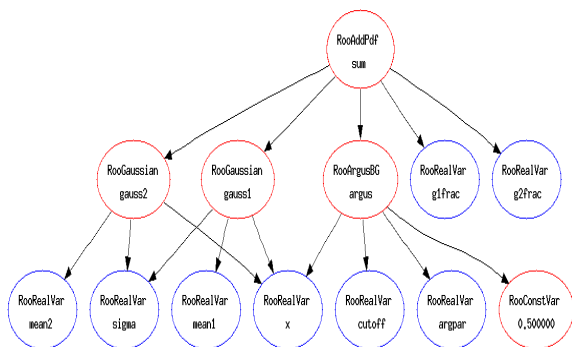 RooAddPdf
sum
RooGaussian
gauss2
RooGaussian
gauss1
RooArgusBG
argus
RooRealVar
g1frac
RooRealVar
g2frac
RooRealVar
mean2
RooRealVar
sigma
RooRealVar
mean1
RooRealVar
x
RooRealVar
cutoff
RooRealVar
argpar
RooConstVar
0,500000